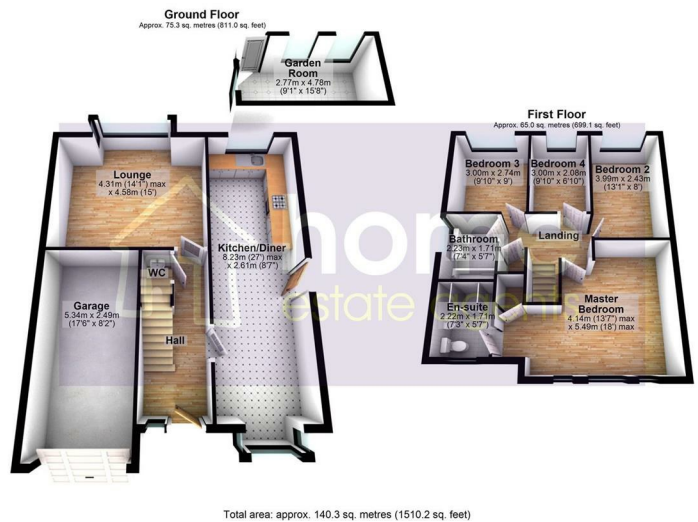 Ground Floor
Approx. 75.3 sq. metres (811.0 sq. feet)
Garden
Room
2.77m x 4.78m
(9'1" x 15'8")
First Floor
Approx. 65.0 sq. metres (699.1 sq. feet)
Lounge
4.31m (14'1") max
x 4.58m (15')
Bedroom 3
3.00m x 2.74m
(9'10" x 9')
Bedroom 4
3.00m x 2.08m
(9'10" x 6'10")
Bedroom 2
3.99m x 2.43m
(13'1" x 8')
Kitchen/Diner
8.23m (27') max
x 2.61m (8'7")
Bathroom
2.23m x 1.71m
(7'4" x 5'7")
Landing
WC
Garage
5.34m x 2.49m
(17'6" x 8'2")
Hall
En-suite
2.22m x 1.71m
(7'3" x 5'7")
Master
Bedroom
4.14m (13'7") max
x 5.49m (18') max
hom
estate agents
Total area: approx. 140.3 sq. metres (1510.2 sq. feet)